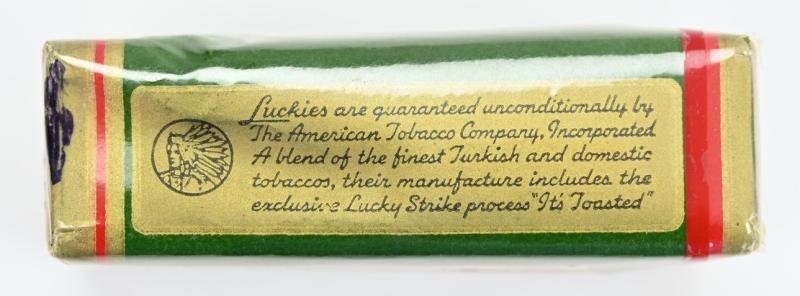 Luckies are guaranteed unconditionally by
The American Tobacco Company, Incorporated
A blend of the finest Turkish and domestic
tobaccos, their manufacture includes the
exclusive Lucky Strike process "It's Toasted"